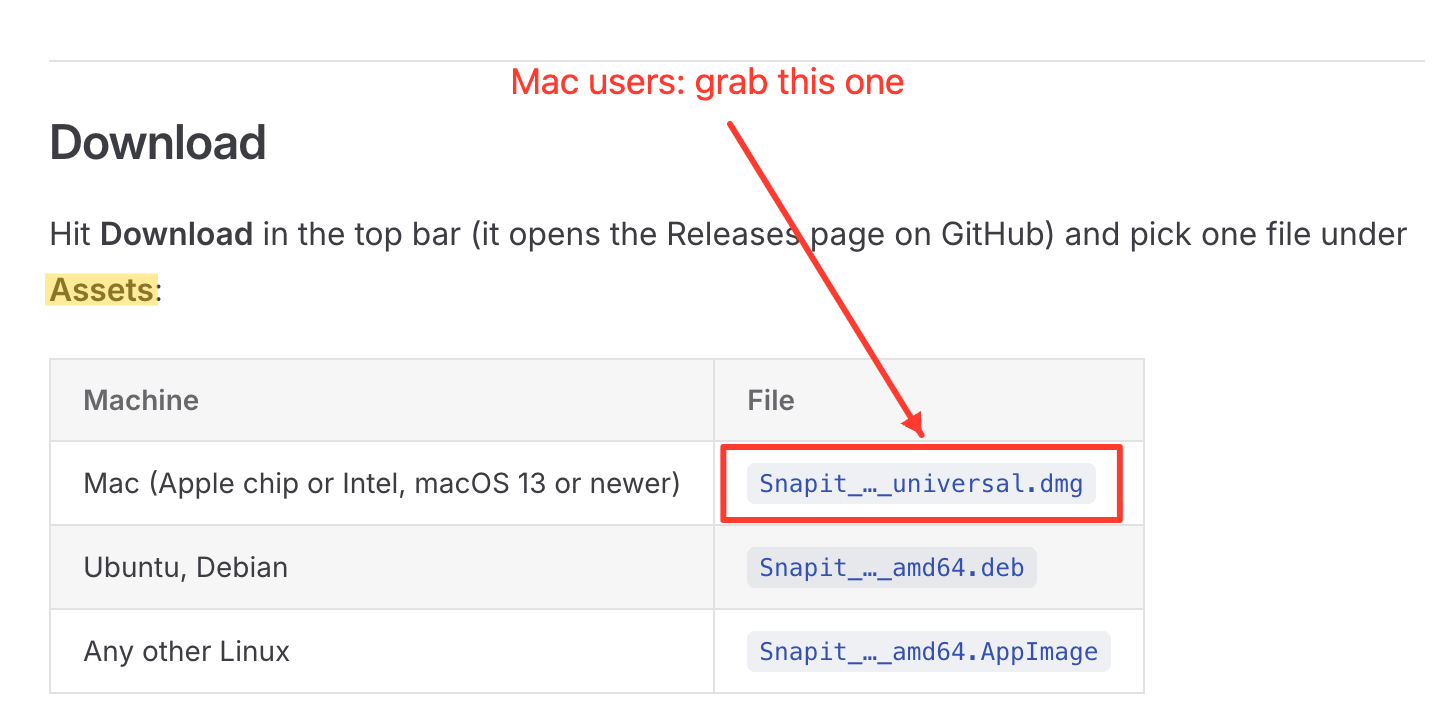 Mac users: grab this one
Download
Hit Download in the top bar (it opens the Releases page on GitHub) and pick one file under
Assets:
Machine File
Mac (Apple chip or Intel, macOS 13 or newer) Snapit_…_universal.dmg
Ubuntu, Debian Snapit_…_amd64.deb
Any other Linux Snapit_…_amd64.AppImage